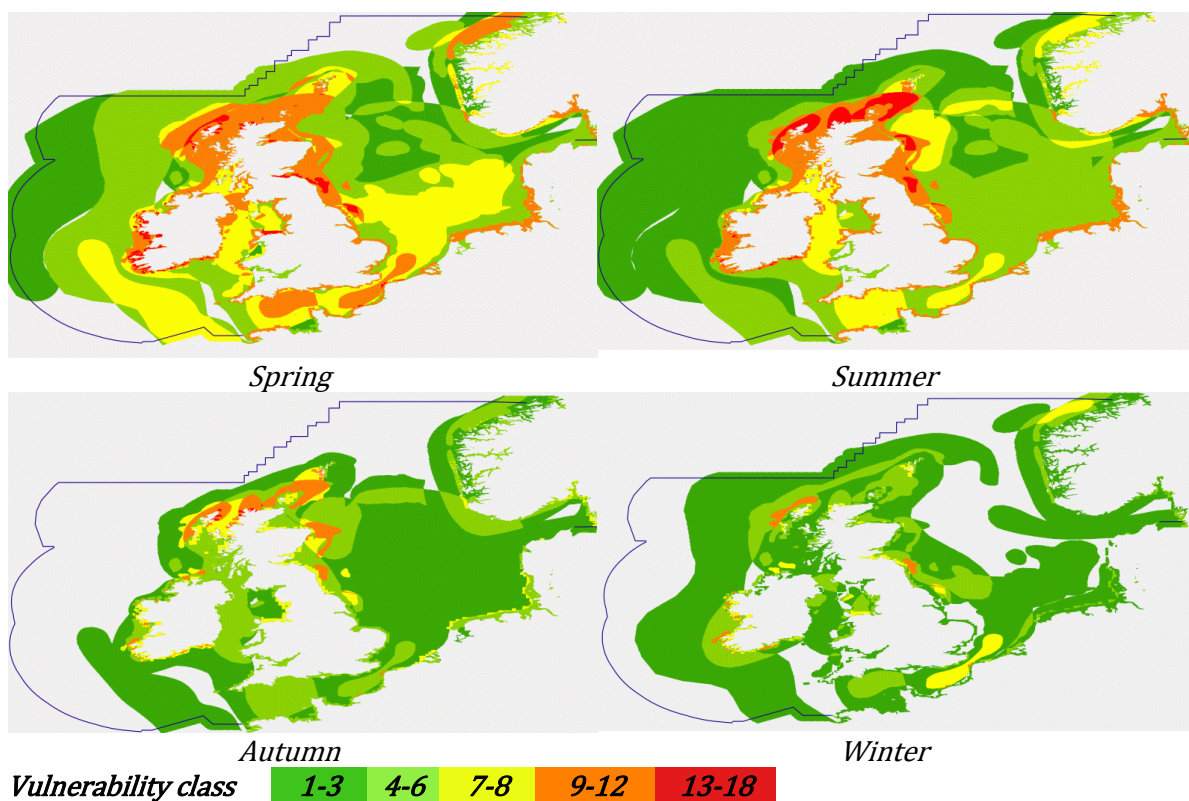 Spring Summer
Autumn Winter
Vulnerability class 1-3 4-6 7-8 9-12 13-18